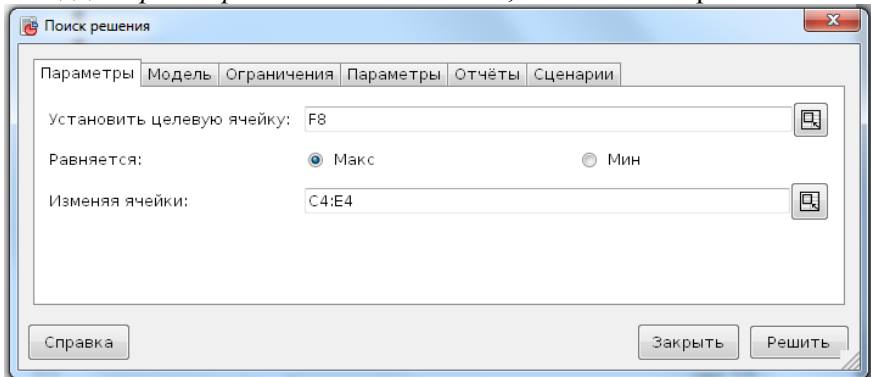 Поиск решения
Параметры Модель Ограничения Параметры Отчёты Сценарии
Установить целевую ячейку: F8
Равняется: Макс Мин
Изменяя ячейки: C4:E4
Справка Закрыть Решить